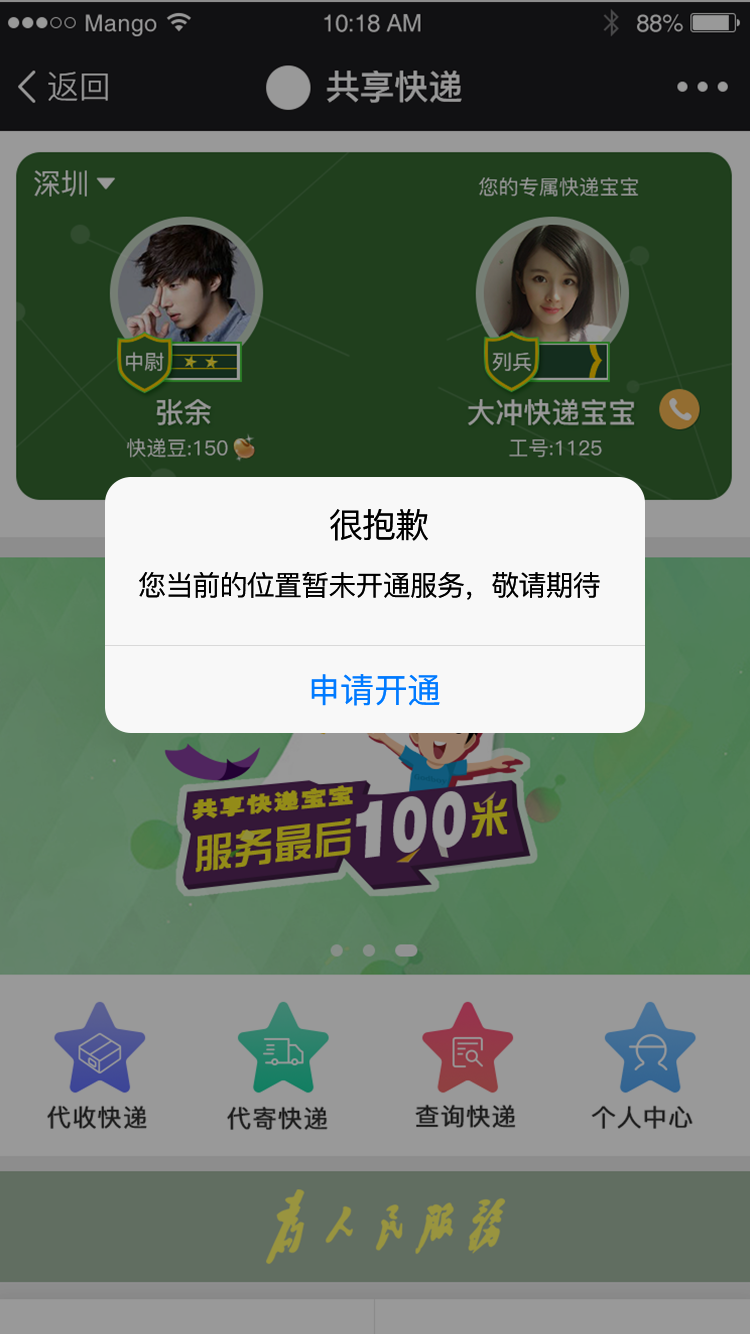 Mango 10:18 AM 88%
返回 共享快递
深圳 您的专属快递宝宝
中尉 列兵
张余 大冲快递宝宝
快递豆:150 工号:1125
很抱歉
您当前的位置暂未开通服务，敬请期待
申请开通
共享快递宝宝
服务最后100米
代收快递 代寄快递 查询快递 个人中心
为人民服務